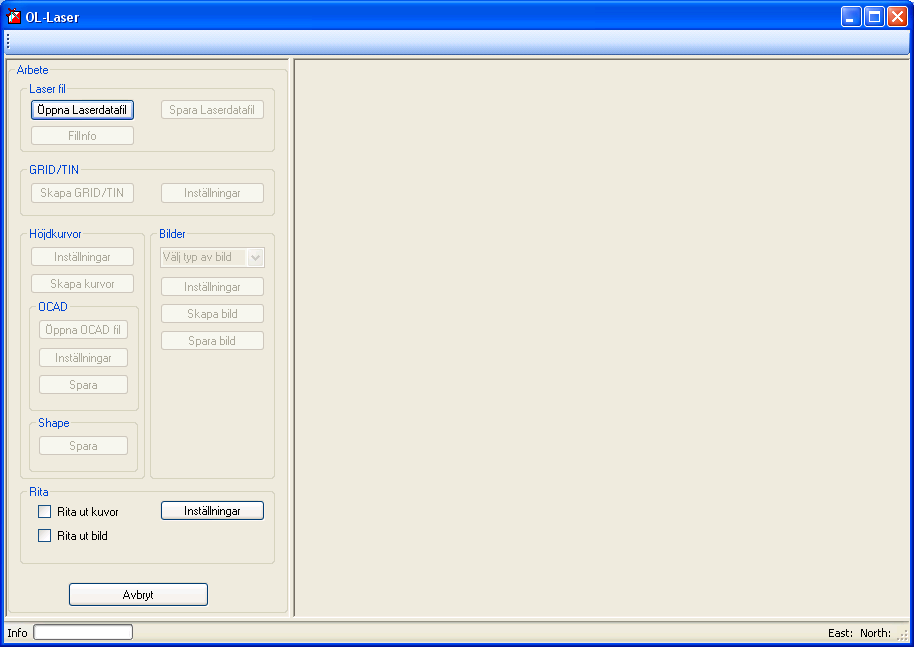 OL-Laser
Arbete
Laser fil
Öppna Laserdatafil
Spara Laserdatafil
FilInfo
GRID/TIN
Skapa GRID/TIN
Inställningar
Höjdkurvor
Inställningar
Skapa kurvor
OCAD
Öppna OCAD fil
Inställningar
Spara
Shape
Spara
Bilder
Välj typ av bild
Inställningar
Skapa bild
Spara bild
Rita
Rita ut kuvor
Inställningar
Rita ut bild
Avbryt
Info
East: North: